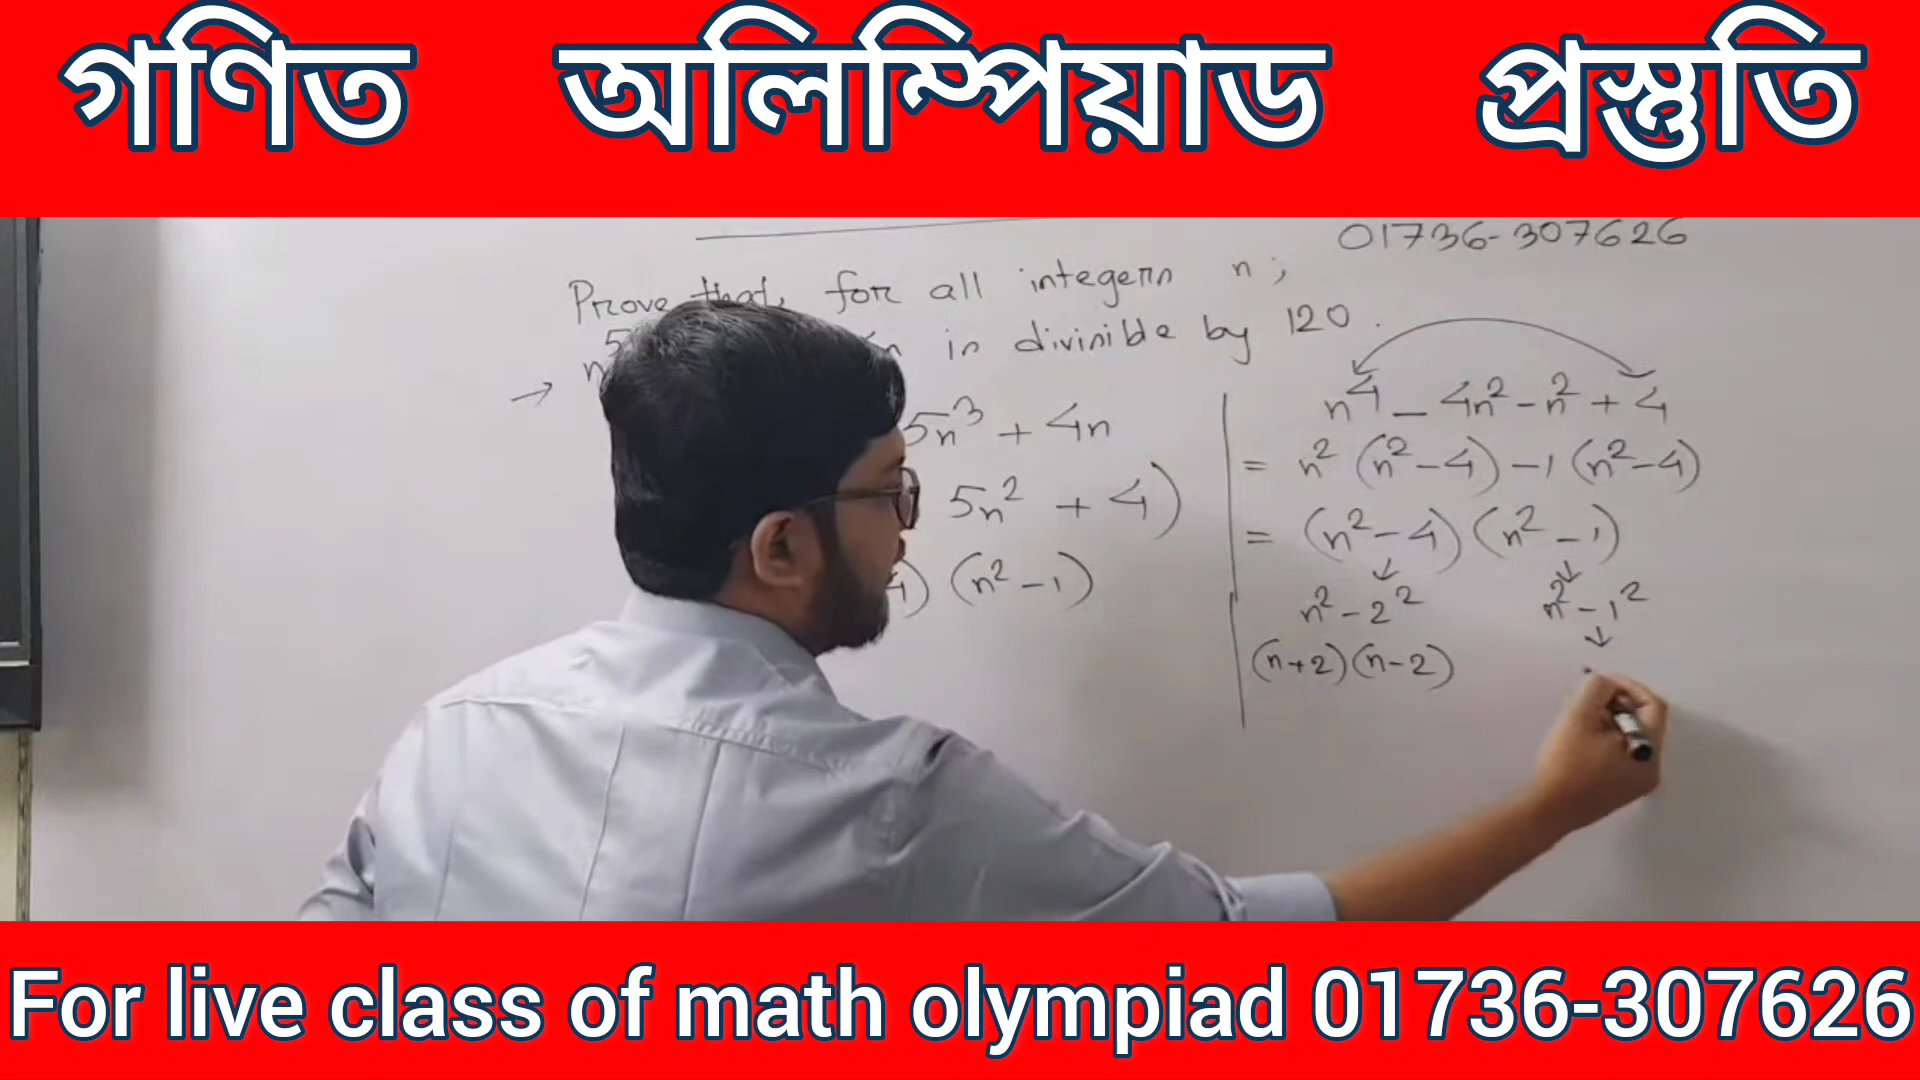 গণিত অলিম্পিয়াড প্রস্তুতি
01736-307626
Prove that, for all integers n;
is divisible by 120.
5n³ + 4n
5n² + 4)
4) (n² - 1)
n⁴ - 4n² - n² + 4
= n² (n² - 4) - 1 (n² - 4)
= (n² - 4) (n² - 1)
n² - 2² n² - 1²
(n+2) (n-2)
For live class of math olympiad 01736-307626